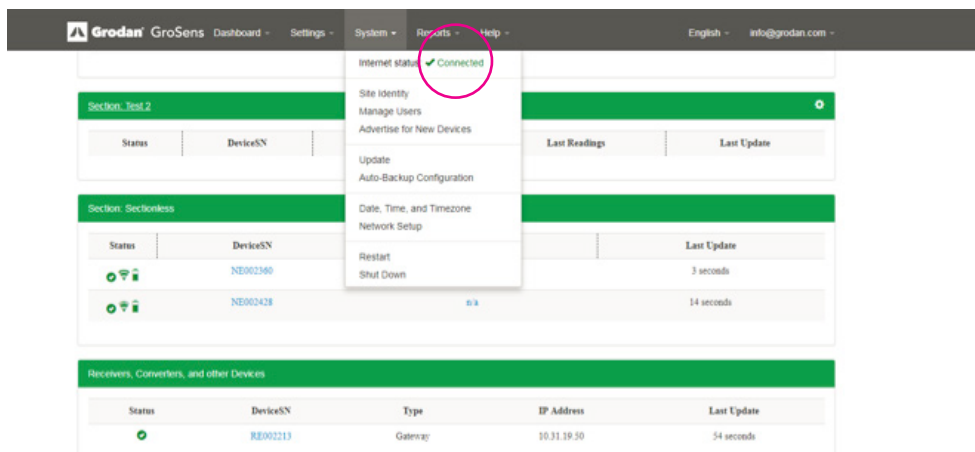 Grodan GroSens Dashboard Settings System Reports Help English info@grodan.com
Internet status: Connected
Site Identity
Manage Users
Advertise for New Devices
Update
Auto-Backup Configuration
Date, Time, and Timezone
Network Setup
Restart
Shut Down
Section: Test 2
Status DeviceSN Last Readings Last Update
Section: Sectionless
Status DeviceSN Last Update
NE002360 3 seconds
NE002428 n/a 14 seconds
Receivers, Converters, and other Devices
Status DeviceSN Type IP Address Last Update
RE002213 Gateway 10.31.19.50 54 seconds